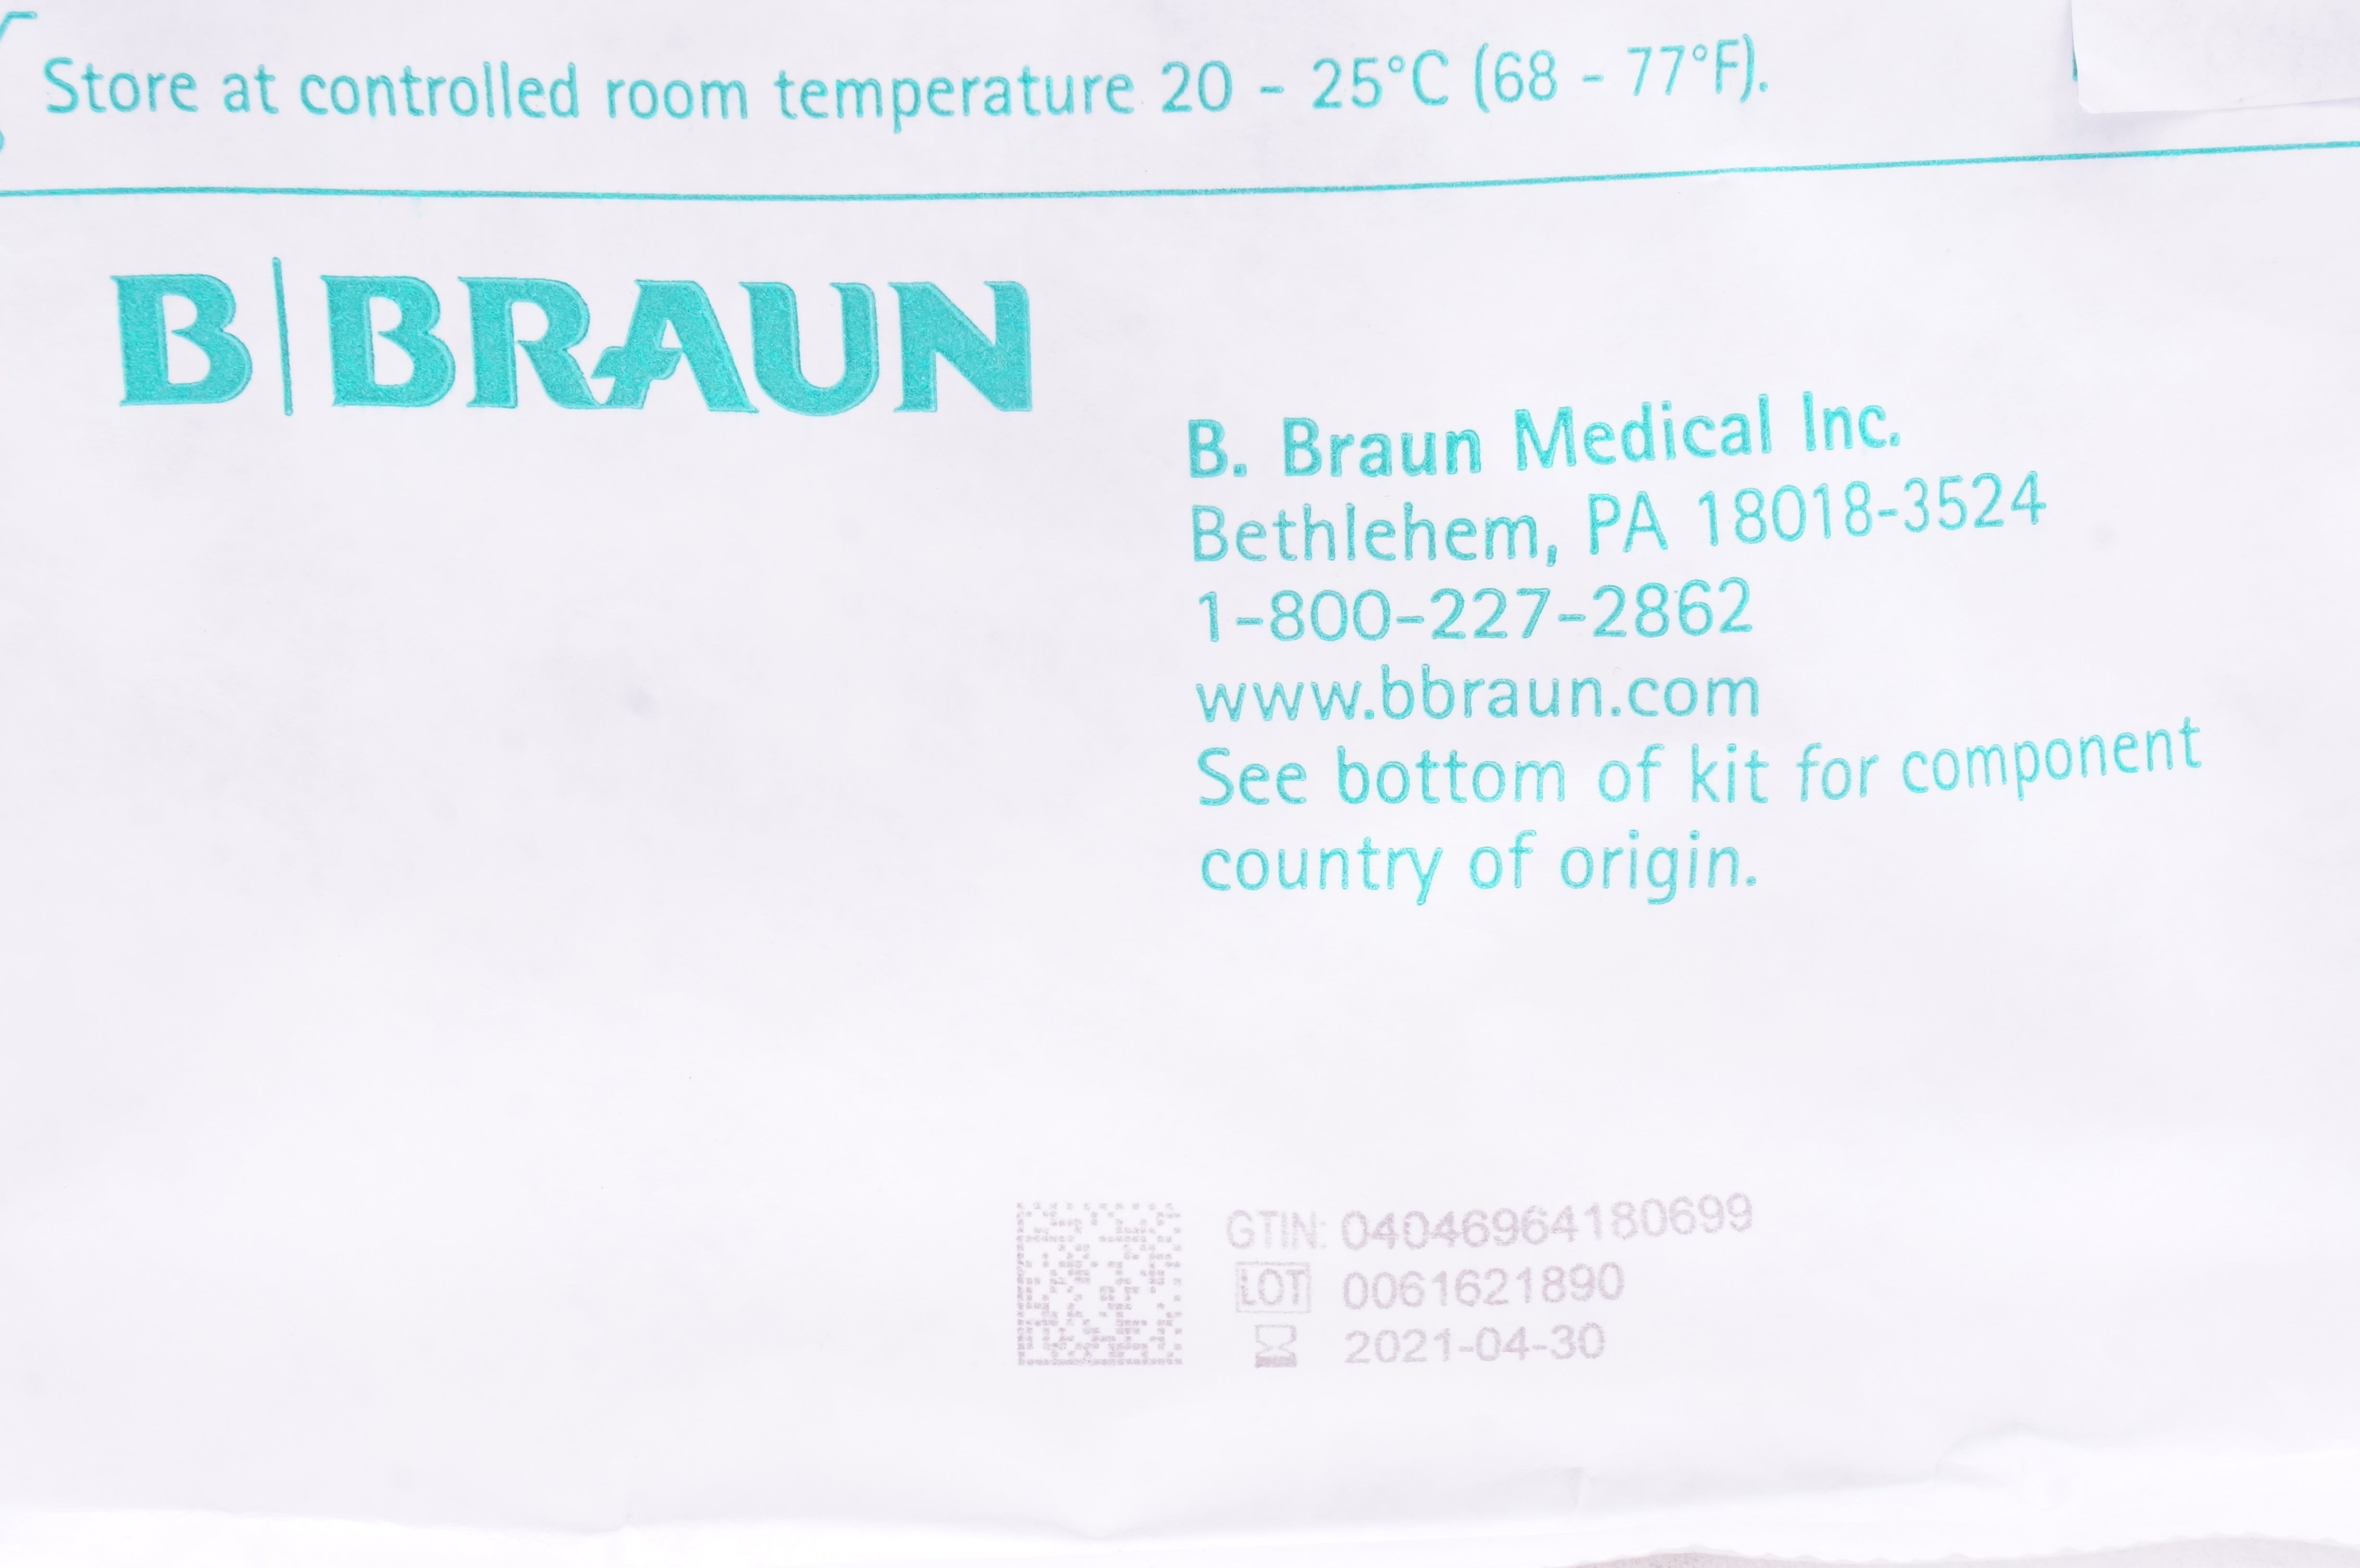 Store at controlled room temperature 20 - 25°C (68 - 77°F).
B|BRAUN
B. Braun Medical Inc.
Bethlehem, PA 18018-3524
1-800-227-2862
www.bbraun.com
See bottom of kit for component
country of origin.
GTIN: 04046964180699
LOT 0061621890
2021-04-30